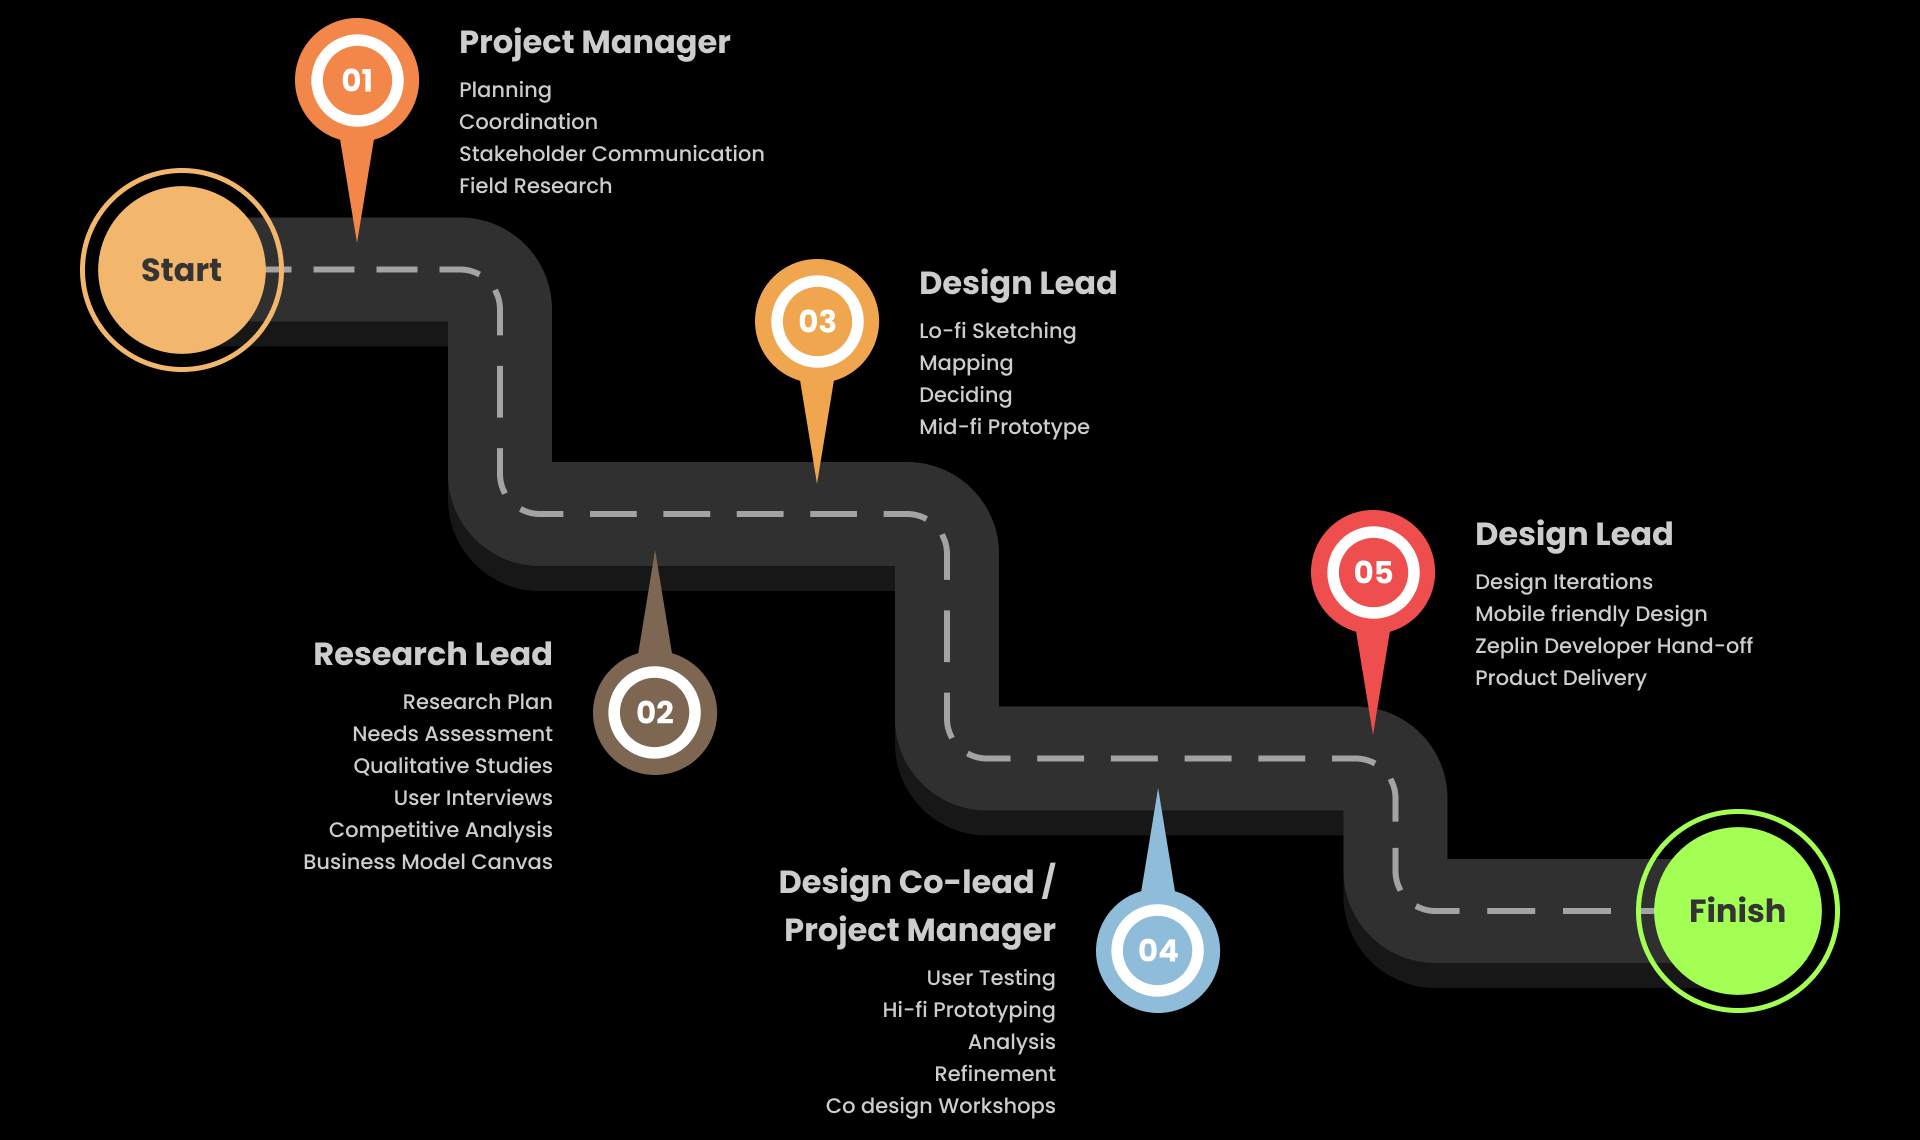 Start
01
Project Manager
Planning
Coordination
Stakeholder Communication
Field Research
02
Research Lead
Research Plan
Needs Assessment
Qualitative Studies
User Interviews
Competitive Analysis
Business Model Canvas
03
Design Lead
Lo-fi Sketching
Mapping
Deciding
Mid-fi Prototype
04
Design Co-lead /
Project Manager
User Testing
Hi-fi Prototyping
Analysis
Refinement
Co design Workshops
05
Design Lead
Design Iterations
Mobile friendly Design
Zeplin Developer Hand-off
Product Delivery
Finish